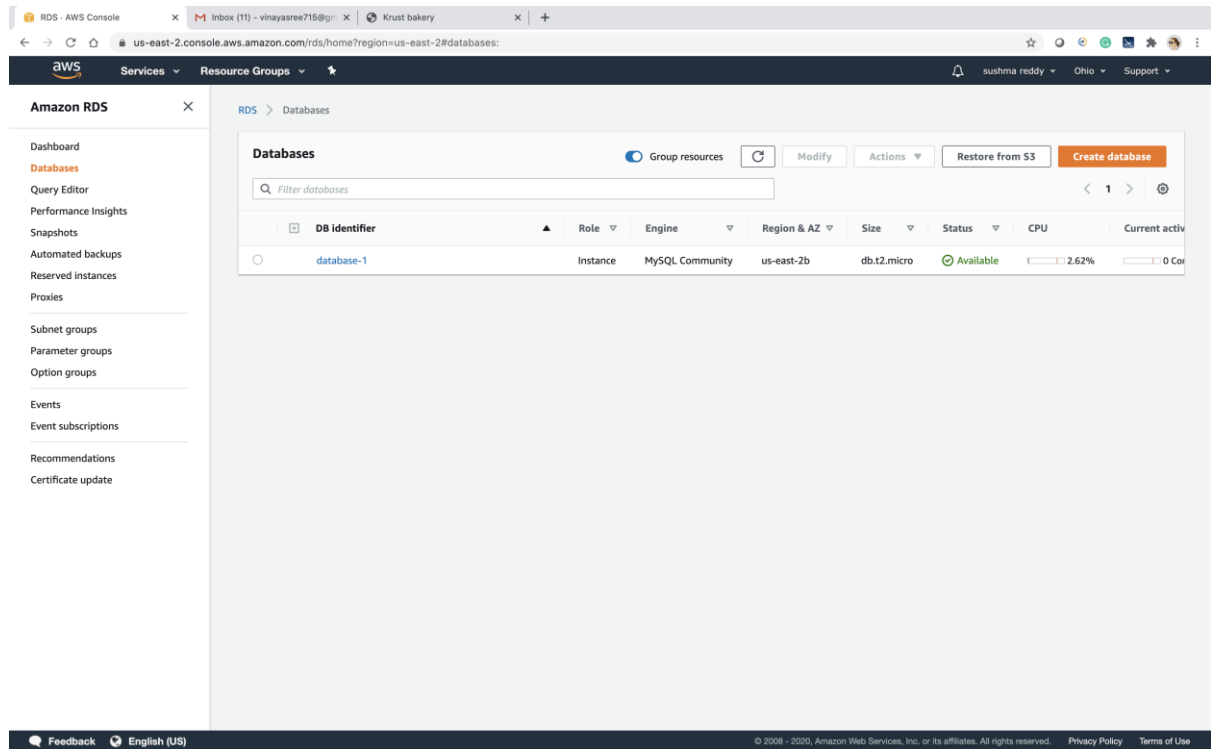 RDS · AWS Console
Inbox (11) - vinayasree715@gm
Krust bakery
us-east-2.console.aws.amazon.com/rds/home?region=us-east-2#databases:
aws Services Resource Groups sushma reddy Ohio Support
Amazon RDS
Dashboard
Databases
Query Editor
Performance Insights
Snapshots
Automated backups
Reserved instances
Proxies
Subnet groups
Parameter groups
Option groups
Events
Event subscriptions
Recommendations
Certificate update
RDS > Databases
Databases Group resources Modify Actions Restore from S3 Create database
Filter databases 1
DB identifier Role Engine Region & AZ Size Status CPU Current activ
database-1 Instance MySQL Community us-east-2b db.t2.micro Available 2.62% 0 Con
Feedback English (US) © 2008 - 2020, Amazon Web Services, Inc. or its affiliates. All rights reserved. Privacy Policy Terms of Use